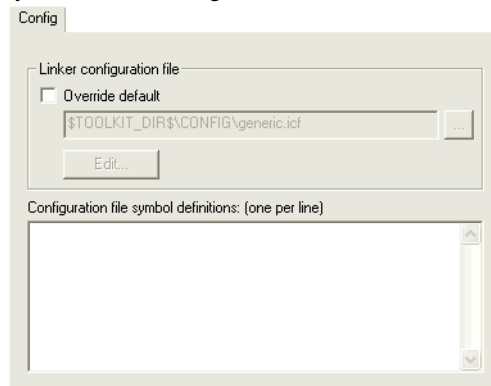 Config
Linker configuration file
Override default
$TOOLKIT_DIR$\CONFIG\generic.icf
...
Edit...
Configuration file symbol definitions: (one per line)